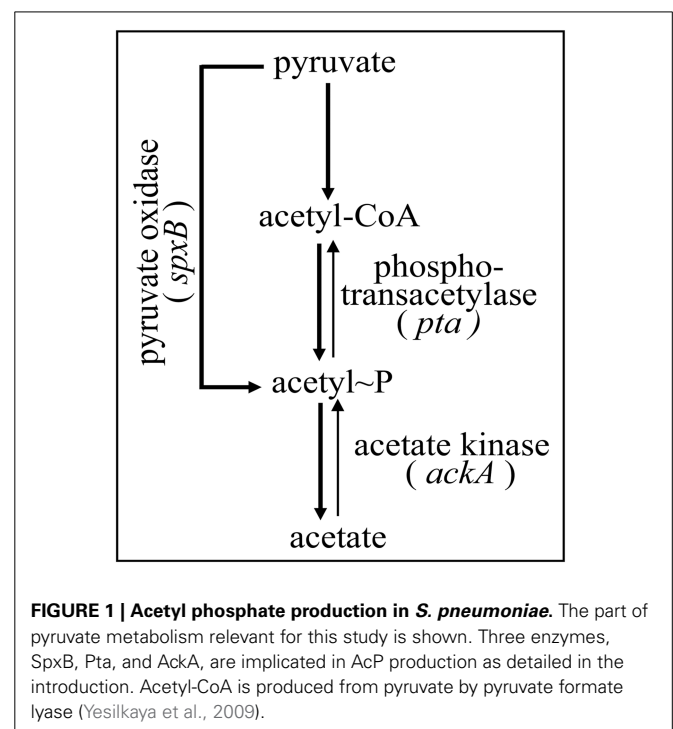 pyruvate
pyruvate oxidase
( spxB )
acetyl-CoA
phospho-
transacetylase
( pta )
acetyl~P
acetate kinase
( ackA )
acetate
FIGURE 1 | Acetyl phosphate production in S. pneumoniae. The part of
pyruvate metabolism relevant for this study is shown. Three enzymes,
SpxB, Pta, and AckA, are implicated in AcP production as detailed in the
introduction. Acetyl-CoA is produced from pyruvate by pyruvate formate
lyase (Yesilkaya et al., 2009).